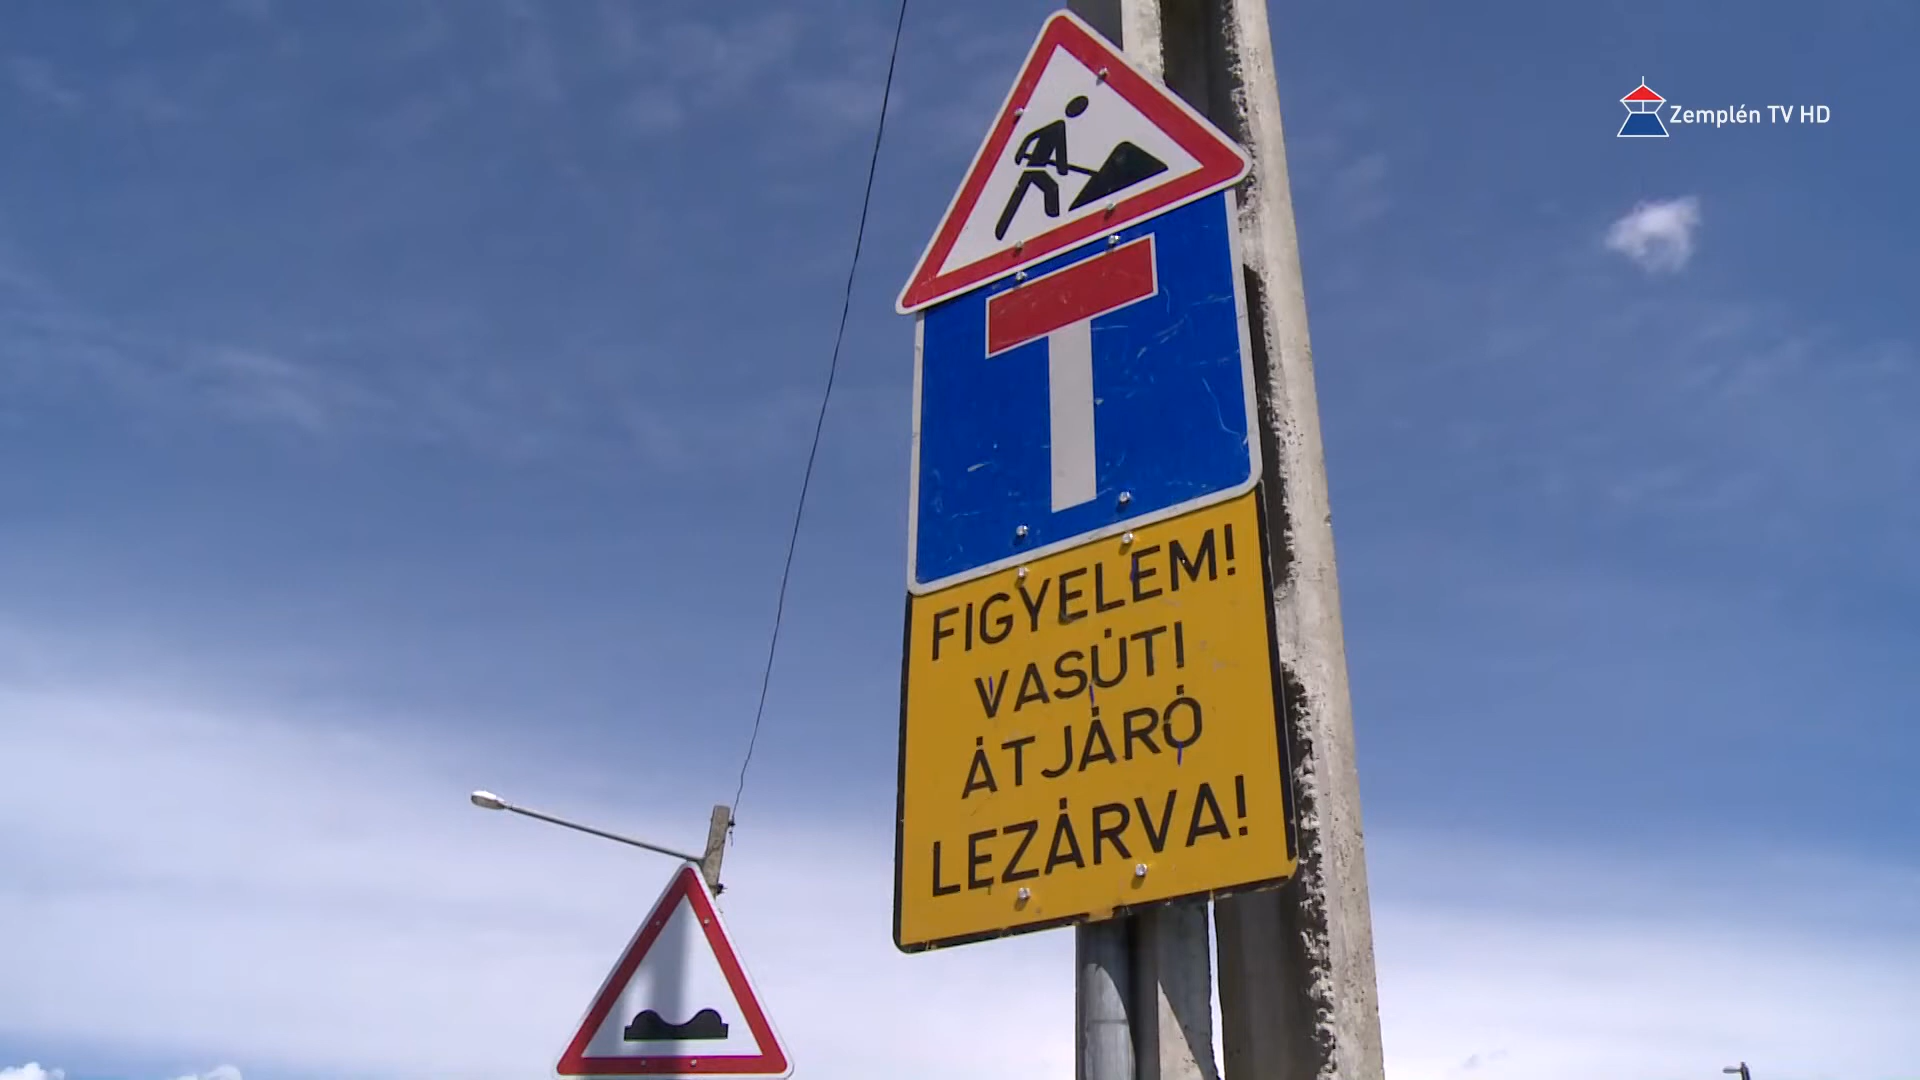 Zemplén TV HD
FIGYELEM!
VASÚTI
ÁTJÁRÓ
LEZÁRVA!